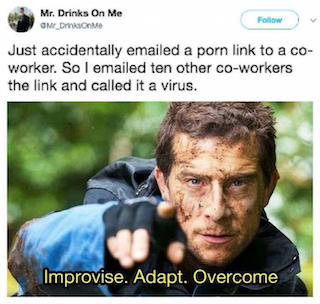 Mr. Drinks On Me
@Mr_DrinksOnMe
Follow
Just accidentally emailed a porn link to a co-
worker. So I emailed ten other co-workers
the link and called it a virus.
Improvise. Adapt. Overcome